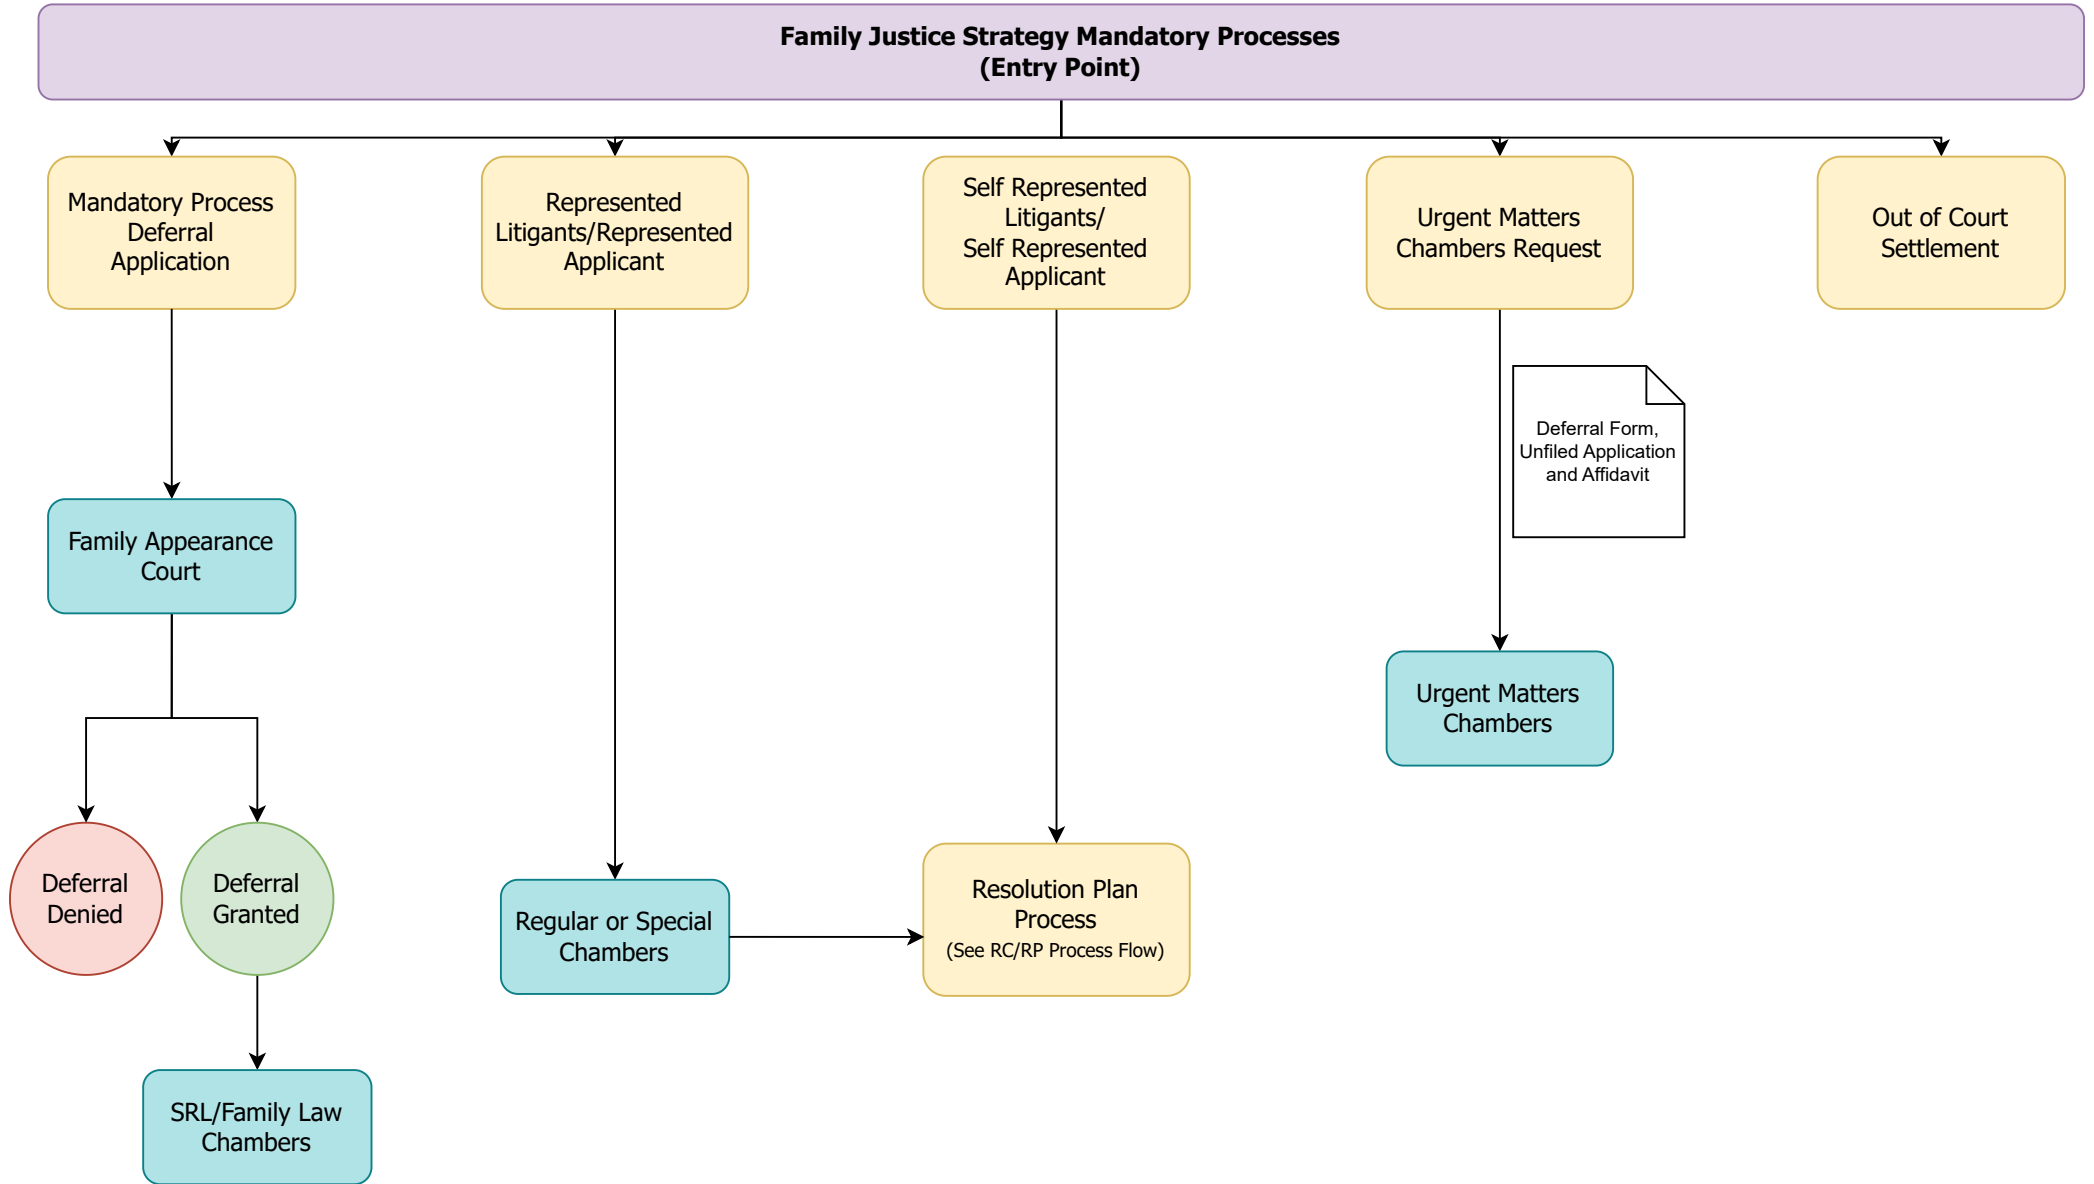 Family Justice Strategy Mandatory Processes
(Entry Point)
Mandatory Process
Deferral
Application
Represented
Litigants/Represented
Applicant
Self Represented
Litigants/
Self Represented
Applicant
Urgent Matters
Chambers Request
Out of Court
Settlement
Deferral Form,
Unfiled Application
and Affidavit
Family Appearance
Court
Urgent Matters
Chambers
Deferral
Denied
Deferral
Granted
Regular or Special
Chambers
Resolution Plan
Process
(See RC/RP Process Flow)
SRL/Family Law
Chambers